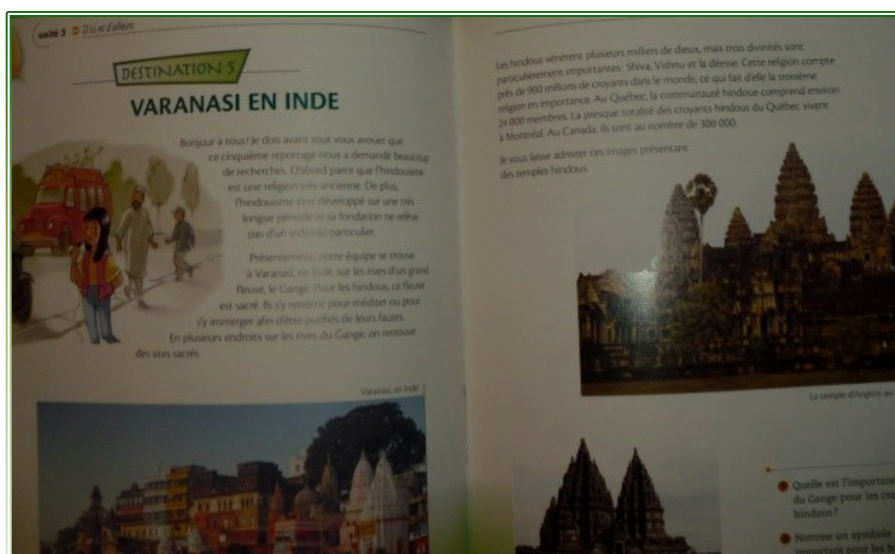 unité 3 D'ici et d'ailleurs
DESTINATION 5
VARANASI EN INDE
Bonjour à tous! Je dois avant tout vous avouer que
ce cinquième reportage nous a demandé beaucoup
de recherches. D'abord parce que l'hindouisme
est une religion très ancienne. De plus,
l'hindouisme s'est développé sur une très
longue période et sa fondation ne relève
pas d'un individu particulier.
Présentement, notre équipe se trouve
à Varanasi, en Inde, sur les rives d'un grand
fleuve, le Gange. Pour les hindous, ce fleuve
est sacré. Ils s'y rendent pour méditer ou pour
s'y immerger afin d'être purifiés de leurs fautes.
En plusieurs endroits sur les rives du Gange, on retrouve
des sites sacrés.
Varanasi, en Inde.
Les hindous vénèrent plusieurs milliers de dieux, mais trois divinités sont
particulièrement importantes: Shiva, Vishnu et la déesse. Cette religion compte
près de 900 millions de croyants dans le monde, ce qui fait d'elle la troisième
religion en importance. Au Québec, la communauté hindoue comprend environ
24 000 membres. La presque totalité des croyants hindous du Québec vivent
à Montréal. Au Canada, ils sont au nombre de 300 000.
Je vous laisse admirer ces images présentant
des temples hindous.
Le temple d'Angkor, au
1 Quelle est l'importan
du Gange pour les cr
hindous?
2 Nomme un symbole
important pour les